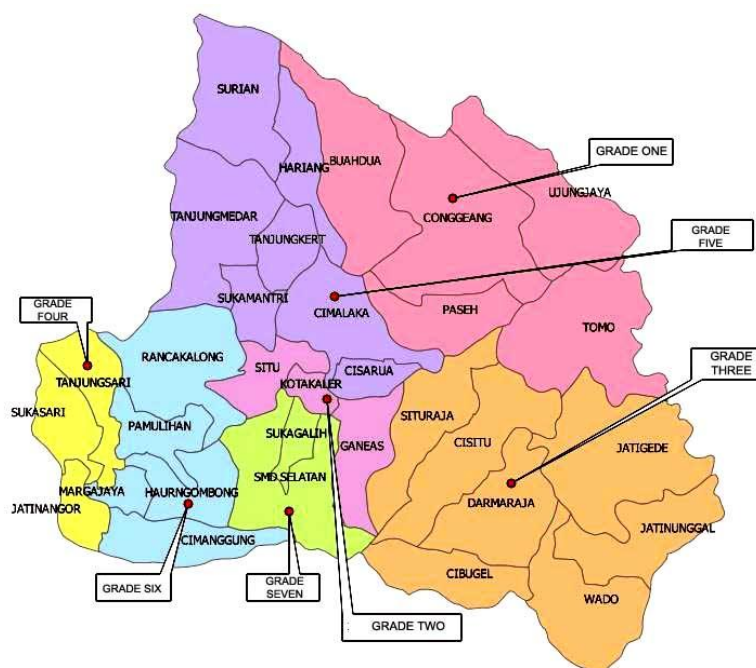 SURIAN
GRADE ONE
HARIANG
BUAHDUA
UJUNGJAYA
TANJUNGMEDAR
CONGGEANG
TANJUNGKERT
GRADE
FIVE
SUKAMANTRI
CIMALAKA
PASEH
GRADE
FOUR
TOMO
RANCAKALONG
GRADE
THREE
SITU
CISARUA
TANJUNGSARI
KOTAKALER
SUKASARI
SITURAJA
PAMULIHAN
SUKAGALIH
GANEAS
CISITU
JATIGEDE
MARGAJAYA
HAURNGOMBONG
SMD.SELATAN
DARMARAJA
JATINANGOR
JATINUNGGAL
CIMANGGUNG
CIBUGEL
GRADE SIX
GRADE
SEVEN
WADO
: GRADE TWO